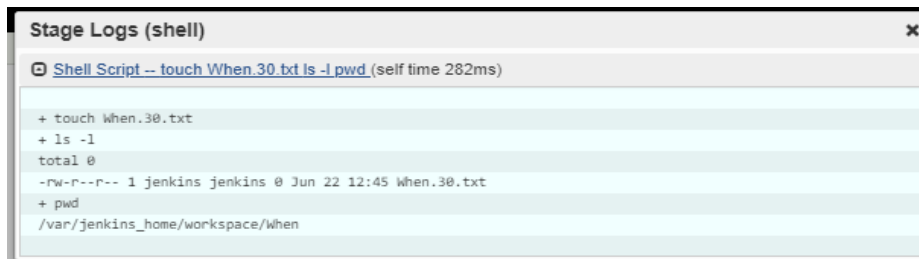 Stage Logs (shell)
Shell Script -- touch When.30.txt ls -l pwd (self time 282ms)
+ touch When.30.txt
+ ls -l
total 0
-rw-r--r-- 1 jenkins jenkins 0 Jun 22 12:45 When.30.txt
+ pwd
/var/jenkins_home/workspace/When